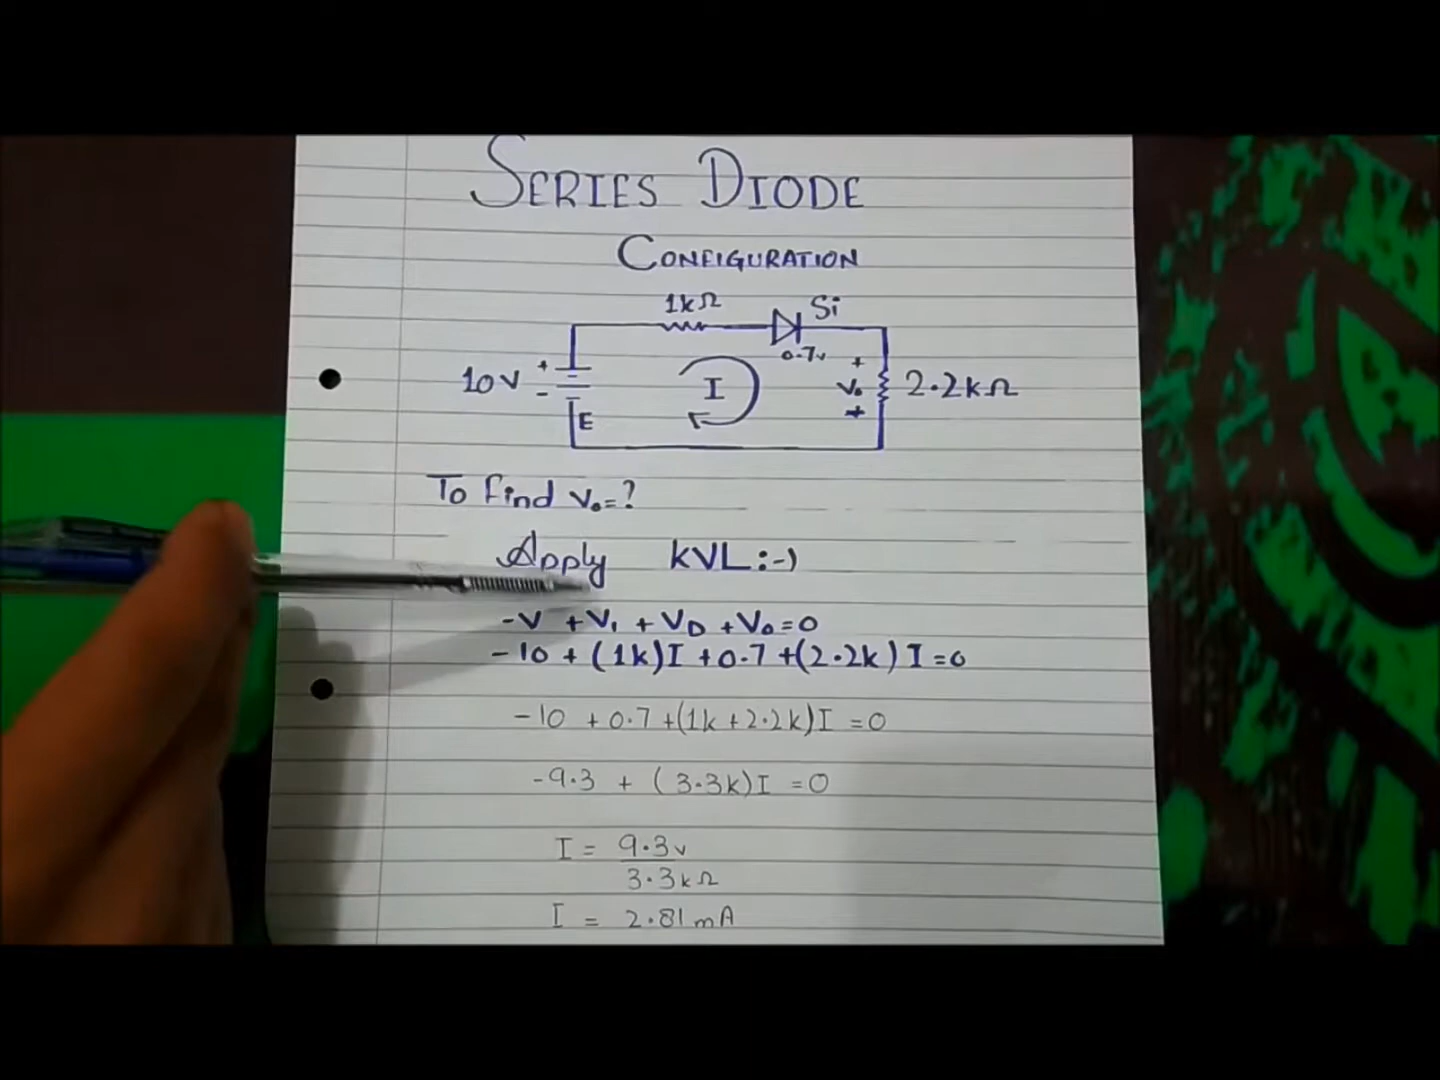 SERIES DIODE
CONFIGURATION
1kΩ Si
0.7v
10v + - E I + Vo + 2.2kΩ
To find vo=?
Apply KVL:-)
-V + V1 + VD + Vo = 0
-10 + (1k)I + 0.7 + (2.2k) I = 0
-10 + 0.7 + (1k + 2.2k)I = 0
-9.3 + (3.3k)I = 0
I = 9.3v
3.3kΩ
I = 2.81mA